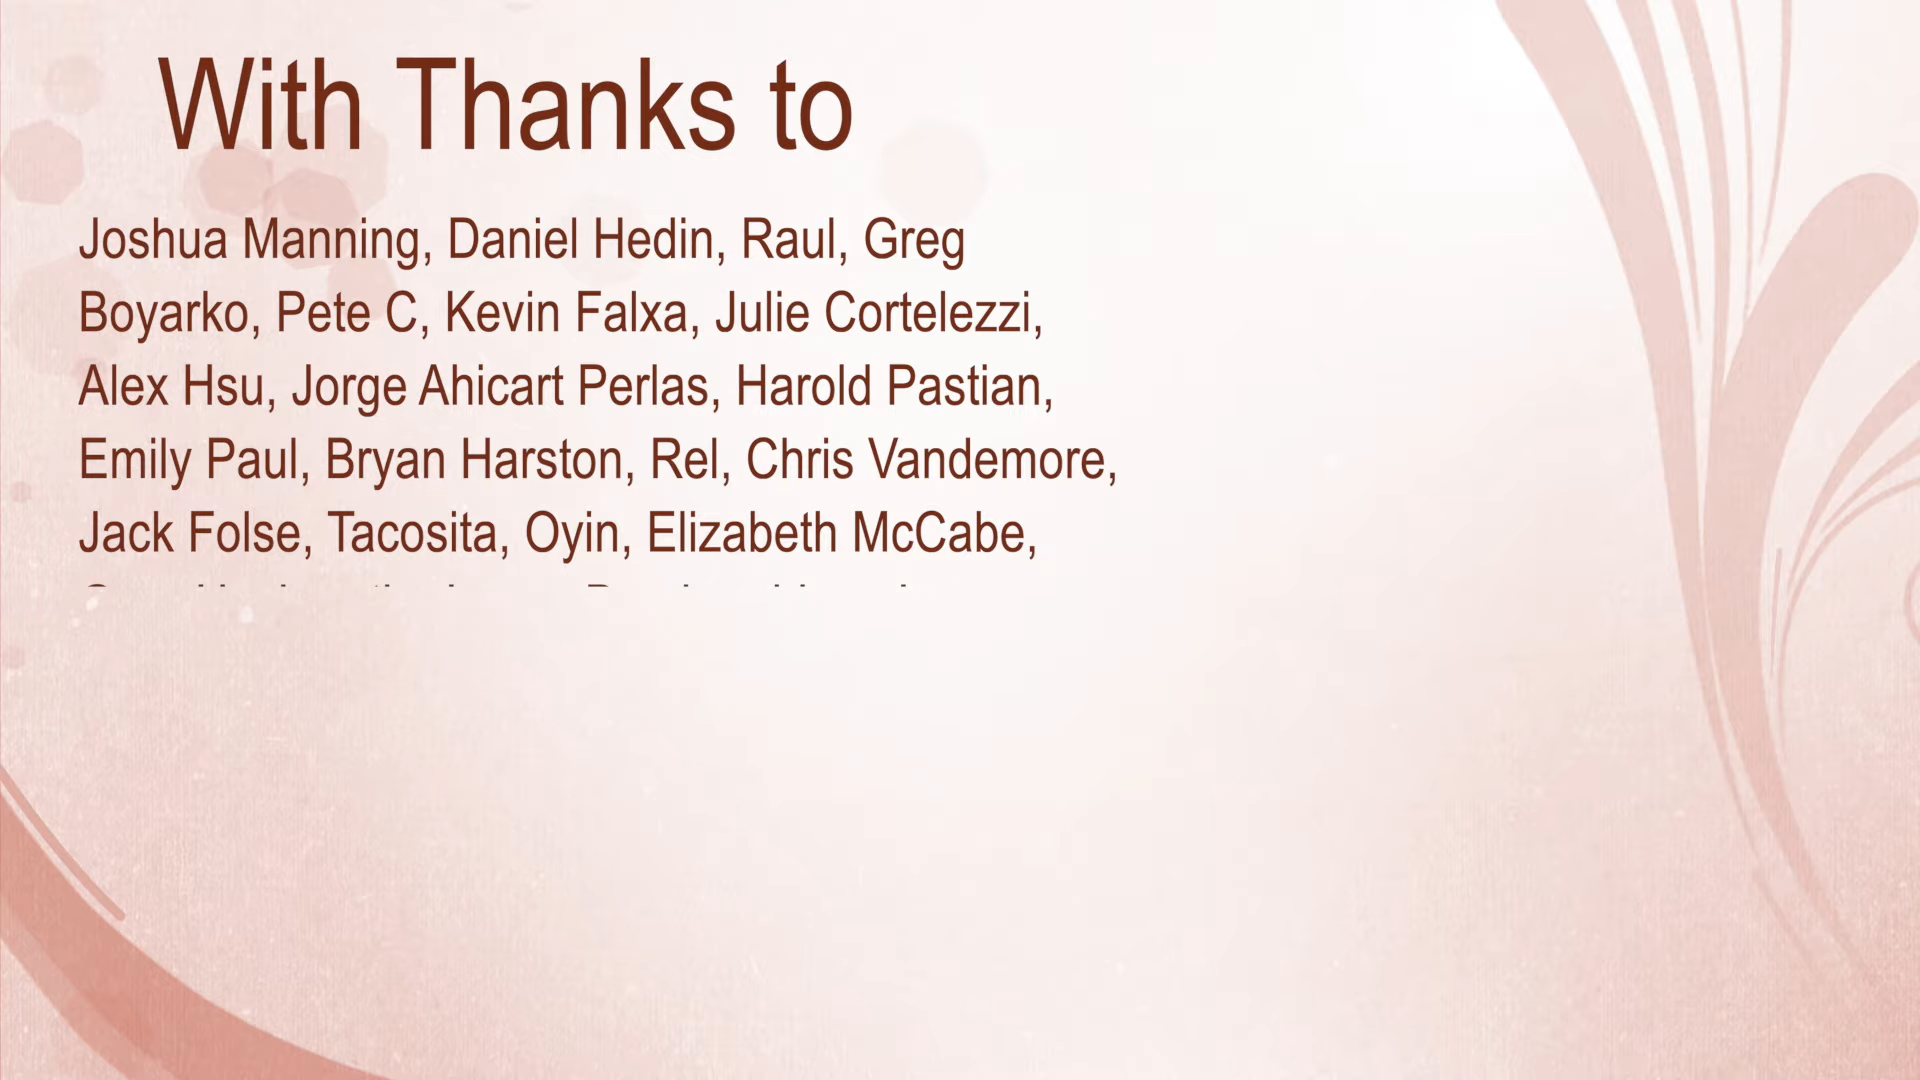 With Thanks to
Joshua Manning, Daniel Hedin, Raul, Greg
Boyarko, Pete C, Kevin Falxa, Julie Cortelezzi,
Alex Hsu, Jorge Ahicart Perlas, Harold Pastian,
Emily Paul, Bryan Harston, Rel, Chris Vandemore,
Jack Folse, Tacosita, Oyin, Elizabeth McCabe,